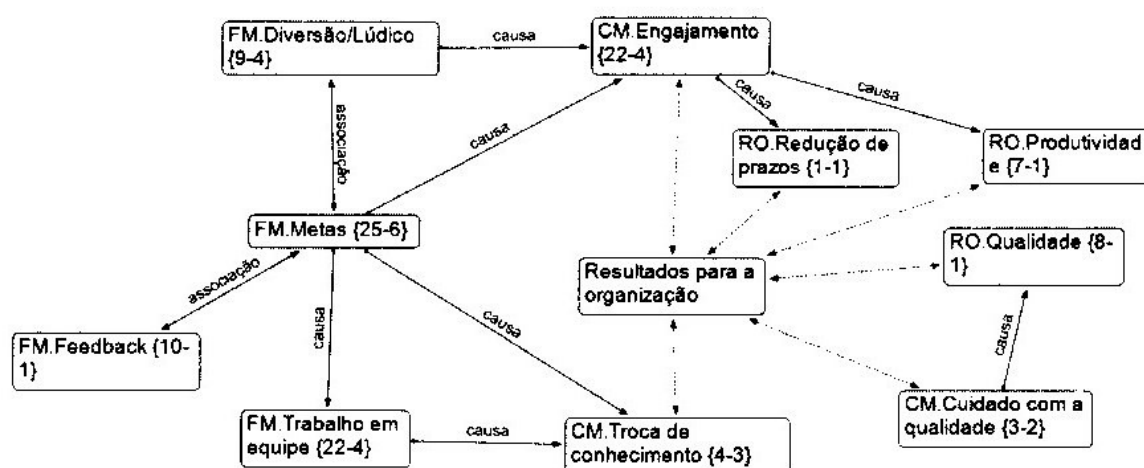 FM.Diversão/Lúdico
{9-4}
causa
CM.Engajamento
{22-4}
causa
causa
associação
causa
RO.Redução de
prazos {1-1}
RO.Produtividad
e {7-1}
FM.Metas {25-6}
RO.Qualidade {8-
1}
associação
Resultados para a
organização
causa
causa
causa
FM.Feedback {10-
1}
FM.Trabalho em
equipe {22-4}
causa
CM.Troca de
conhecimento {4-3}
CM.Cuidado com a
qualidade {3-2}